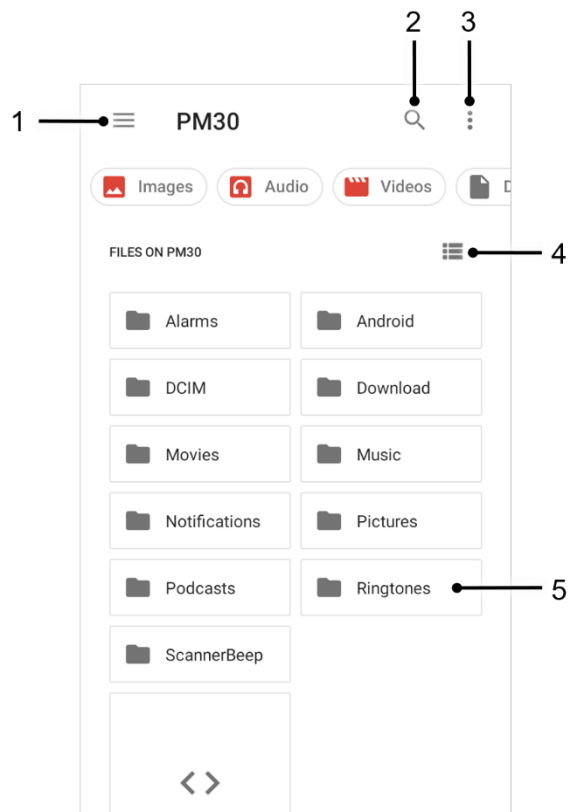 2 3
1 PM30
Images Audio Videos
FILES ON PM30 4
Alarms Android
DCIM Download
Movies Music
Notifications Pictures
Podcasts Ringtones 5
ScannerBeep